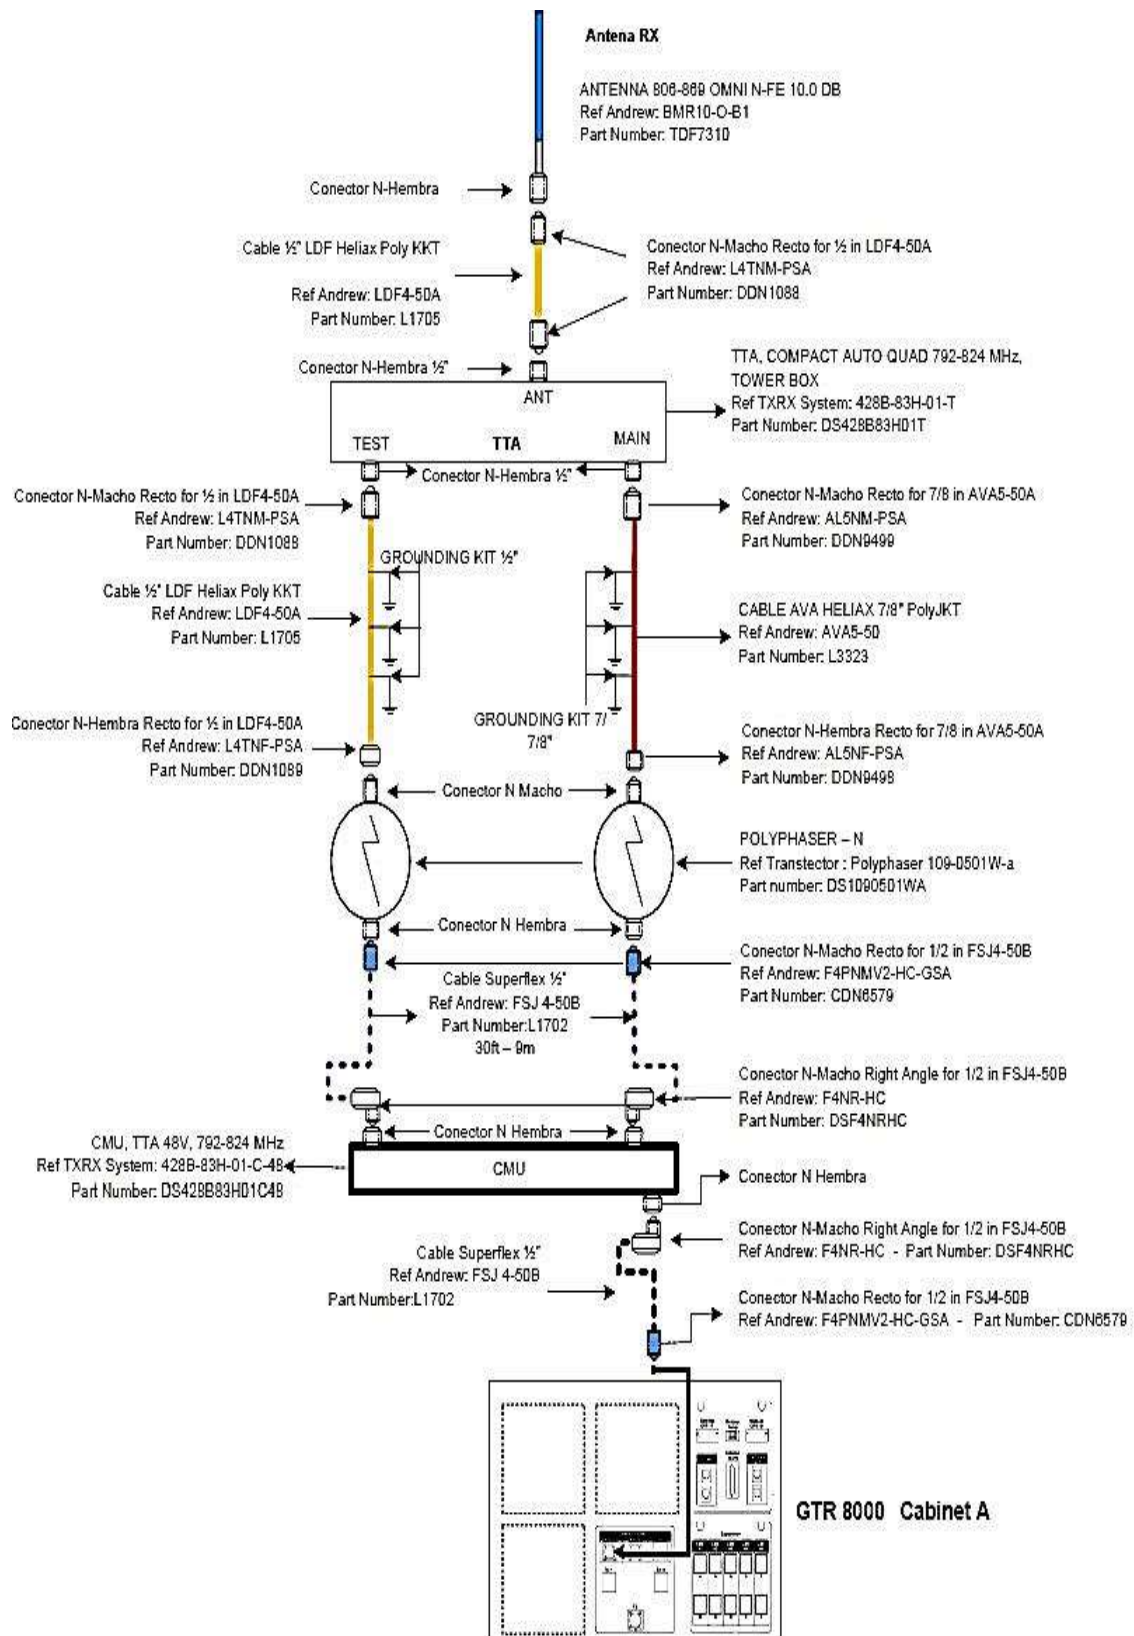 Antena RX
ANTENNA 806-869 OMNI N-FE 10.0 DB
Ref Andrew: BMR10-O-B1
Part Number: TDF7310
Conector N-Hembra
Cable ½" LDF Heliax Poly KKT
Ref Andrew: LDF4-50A
Part Number: L1705
Conector N-Macho Recto for ½ in LDF4-50A
Ref Andrew: L4TNM-PSA
Part Number: DDN1088
Conector N-Hembra ½"
TTA, COMPACT AUTO QUAD 792-824 MHz,
TOWER BOX
Ref TXRX System: 428B-83H-01-T
Part Number: DS428B83H01T
ANT
TEST
TTA
MAIN
Conector N-Hembra ½"
Conector N-Macho Recto for ½ in LDF4-50A
Ref Andrew: L4TNM-PSA
Part Number: DDN1088
Conector N-Macho Recto for 7/8 in AVA5-50A
Ref Andrew: AL5NM-PSA
Part Number: DDN9499
GROUNDING KIT ½"
Cable ½" LDF Heliax Poly KKT
Ref Andrew: LDF4-50A
Part Number: L1705
CABLE AVA HELIAX 7/8" PolyJKT
Ref Andrew: AVA5-50
Part Number: L3323
GROUNDING KIT 7/
7/8"
Conector N-Hembra Recto for ½ in LDF4-50A
Ref Andrew: L4TNF-PSA
Part Number: DDN1089
Conector N-Hembra Recto for 7/8 in AVA5-50A
Ref Andrew: AL5NF-PSA
Part Number: DDN9498
Conector N Macho
POLYPHASER – N
Ref Transtector : Polyphaser 109-0501W-a
Part number: DS1090501WA
Conector N Hembra
Conector N-Macho Recto for 1/2 in FSJ4-50B
Ref Andrew: F4PNMV2-HC-GSA
Part Number: CDN6579
Cable Superflex ½"
Ref Andrew: FSJ 4-50B
Part Number:L1702
30ft – 9m
Conector N-Macho Right Angle for 1/2 in FSJ4-50B
Ref Andrew: F4NR-HC
Part Number: DSF4NRHC
Conector N Hembra
CMU, TTA 48V, 792-824 MHz
Ref TXRX System: 428B-83H-01-C-48
Part Number: DS428B83H01C48
CMU
Conector N Hembra
Conector N-Macho Right Angle for 1/2 in FSJ4-50B
Ref Andrew: F4NR-HC - Part Number: DSF4NRHC
Cable Superflex ½"
Ref Andrew: FSJ 4-50B
Part Number:L1702
Conector N-Macho Recto for 1/2 in FSJ4-50B
Ref Andrew: F4PNMV2-HC-GSA - Part Number: CDN6579
GTR 8000 Cabinet A